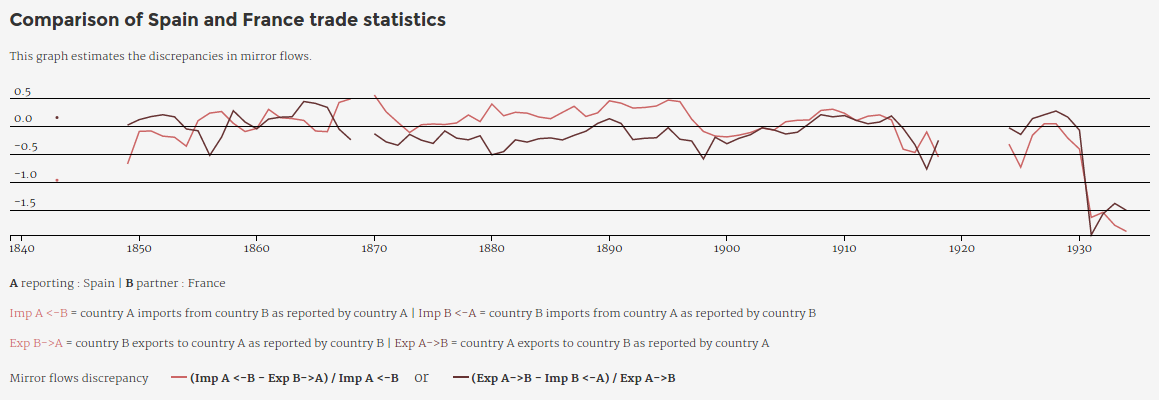 Comparison of Spain and France trade statistics
This graph estimates the discrepancies in mirror flows.
0.5
0.0
−0.5
−1.0
−1.5
1840 1850 1860 1870 1880 1890 1900 1910 1920 1930
A reporting : Spain | B partner : France
Imp A <-B = country A imports from country B as reported by country A | Imp B <-A = country B imports from country A as reported by country B
Exp B->A = country B exports to country A as reported by country B | Exp A->B = country A exports to country B as reported by country A
Mirror flows discrepancy (Imp A <-B - Exp B->A) / Imp A <-B or (Exp A->B - Imp B <-A) / Exp A->B